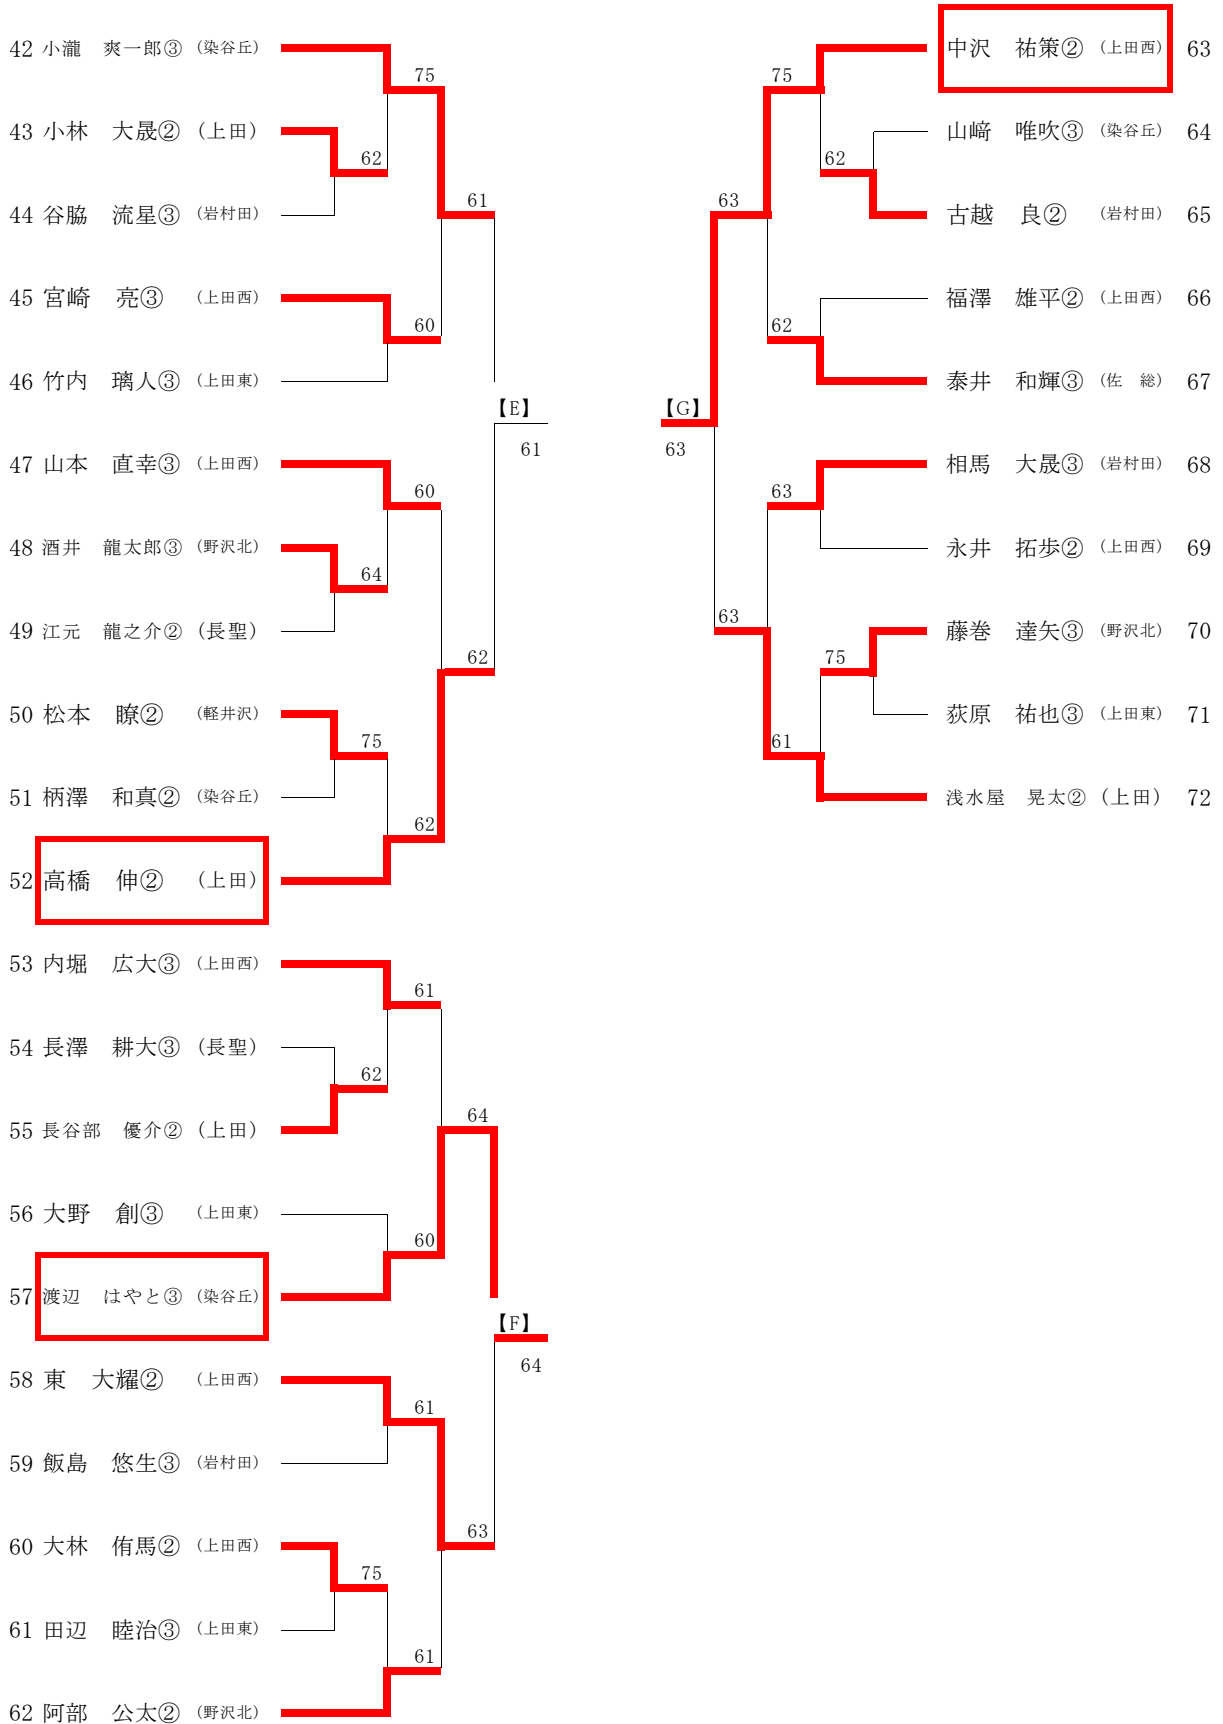 42 小瀧　爽一郎③ (染谷丘)
75
43 小林　大晟② (上田)
62
44 谷脇　流星③ (岩村田)
61
45 宮崎　亮③ (上田西)
60
46 竹内　璃人③ (上田東)
【E】
61
47 山本　直幸③ (上田西)
60
48 酒井　龍太郎③ (野沢北)
64
49 江元　龍之介② (長聖)
62
50 松本　瞭② (軽井沢)
75
51 柄澤　和真② (染谷丘)
62
52 高橋　伸② (上田)
53 内堀　広大③ (上田西)
61
54 長澤　耕大③ (長聖)
62
55 長谷部　優介② (上田)
64
56 大野　創③ (上田東)
60
57 渡辺　はやと③ (染谷丘)
【F】
64
58 東　大耀② (上田西)
61
59 飯島　悠生③ (岩村田)
63
60 大林　侑馬② (上田西)
75
61 田辺　睦治③ (上田東)
61
62 阿部　公太② (野沢北)
中沢　祐策② (上田西) 63
75
山﨑　唯吹③ (染谷丘) 64
62
古越　良② (岩村田) 65
63
福澤　雄平② (上田西) 66
62
泰井　和輝③ (佐　総) 67
【G】
63
相馬　大晟③ (岩村田) 68
63
永井　拓歩② (上田西) 69
63
藤巻　達矢③ (野沢北) 70
75
荻原　祐也③ (上田東) 71
61
浅水屋　晃太② (上田) 72